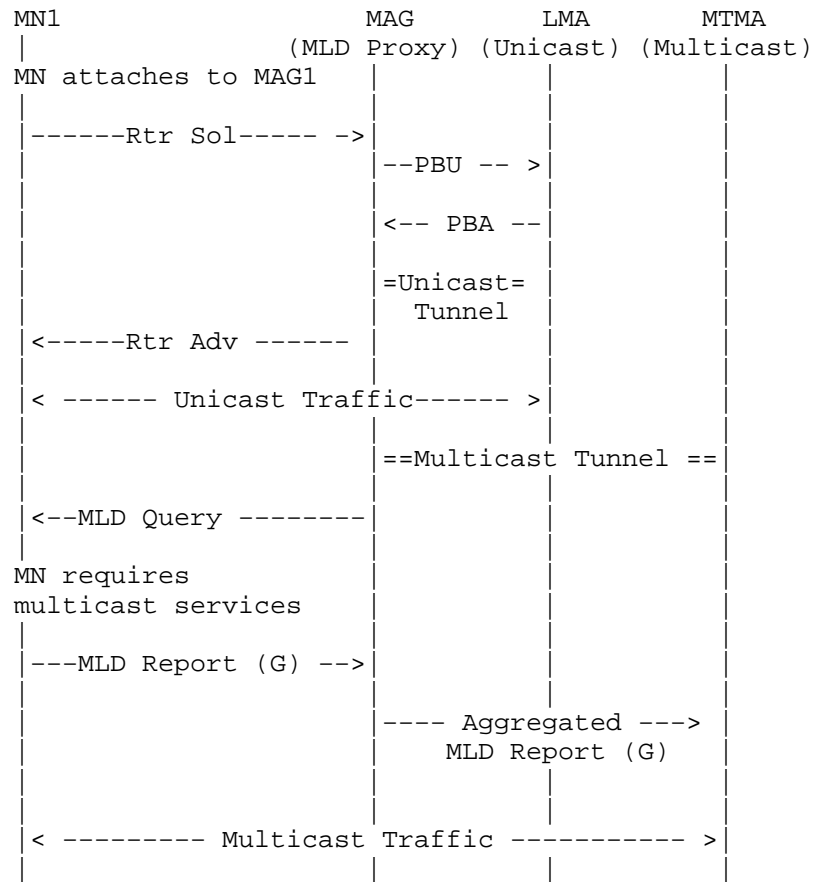 MN1                         MAG          LMA         MTMA
|                    (MLD Proxy) (Unicast) (Multicast)
MN attaches to MAG1
|------Rtr Sol----- ->|
|--PBU -- >|
|<-- PBA --|
|=Unicast=
Tunnel
|<-----Rtr Adv ------
|< ------ Unicast Traffic------ >|
|==Multicast Tunnel ==|
|<--MLD Query --------|
MN requires
multicast services
|---MLD Report (G) -->|
|---- Aggregated --->
MLD Report (G)
|< --------- Multicast Traffic ----------- >|